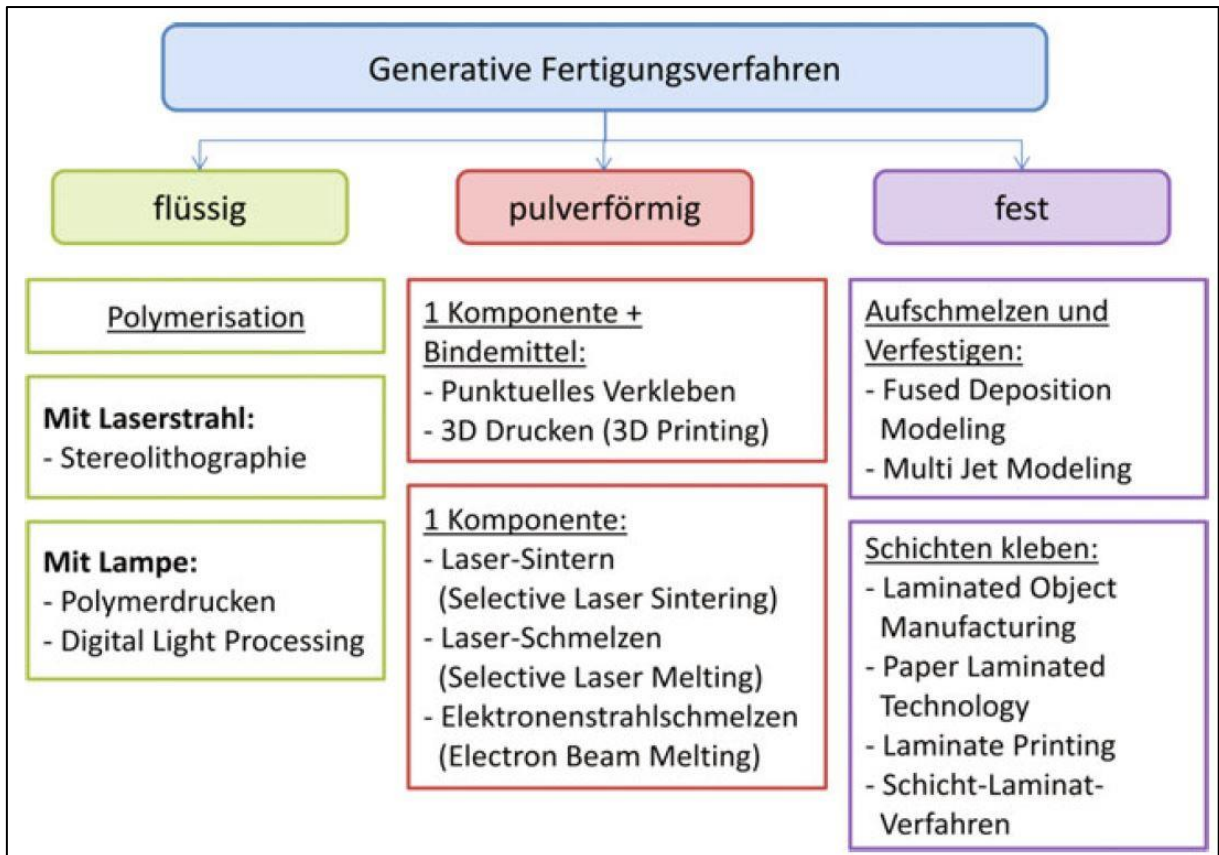 Generative Fertigungsverfahren
flüssig
pulverförmig
fest
Polymerisation
Mit Laserstrahl:
- Stereolithographie
Mit Lampe:
- Polymerdrucken
- Digital Light Processing
1 Komponente +
Bindemittel:
- Punktuelles Verkleben
- 3D Drucken (3D Printing)
1 Komponente:
- Laser-Sintern
(Selective Laser Sintering)
- Laser-Schmelzen
(Selective Laser Melting)
- Elektronenstrahlschmelzen
(Electron Beam Melting)
Aufschmelzen und
Verfestigen:
- Fused Deposition
Modeling
- Multi Jet Modeling
Schichten kleben:
- Laminated Object
Manufacturing
- Paper Laminated
Technology
- Laminate Printing
- Schicht-Laminat-
Verfahren